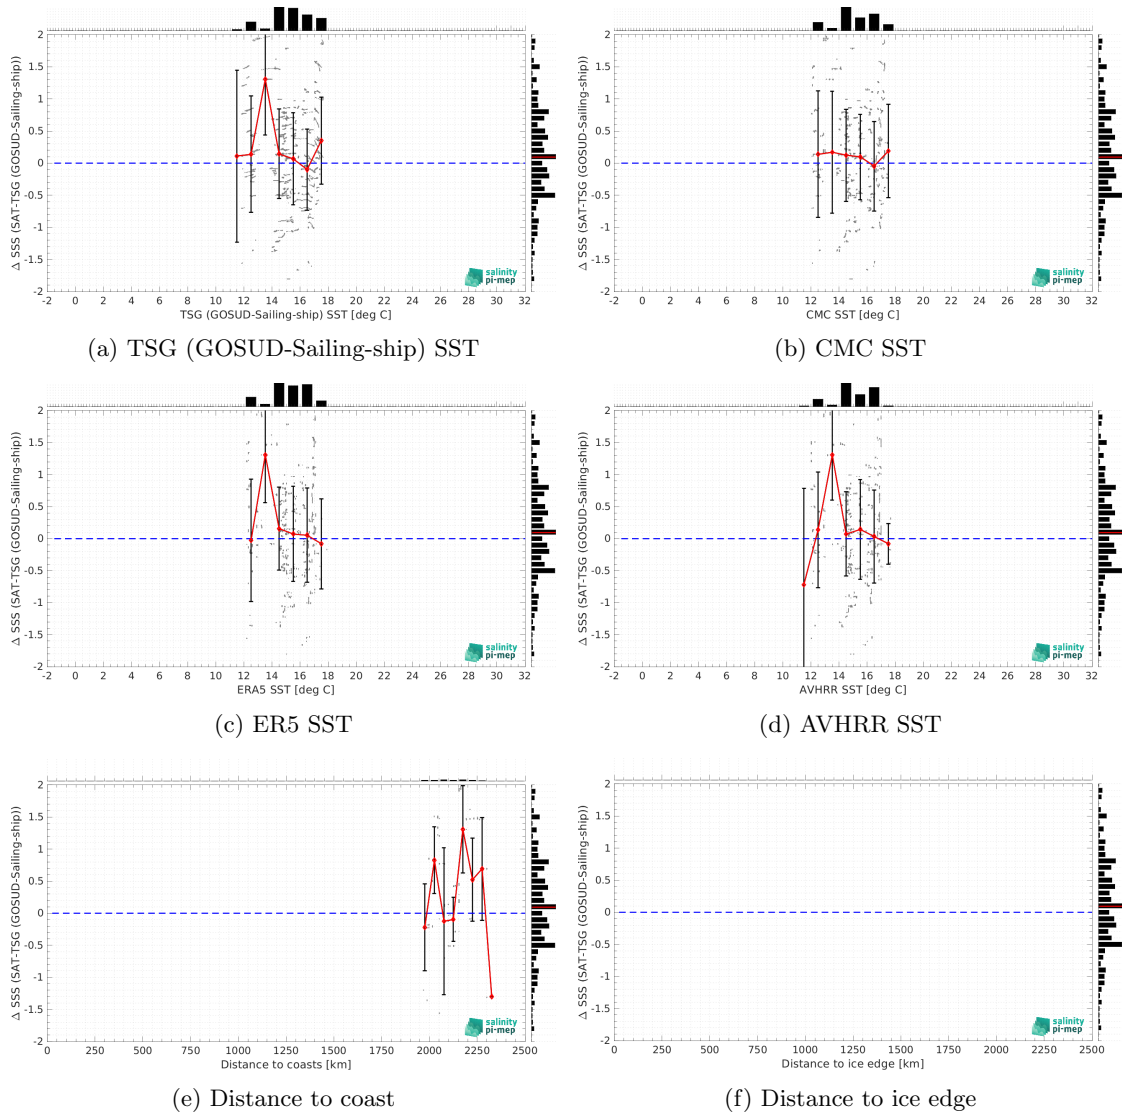 2
1.5
1
0.5
0
-0.5
-1
-1.5
-2
Δ SSS (SAT-TSG (GOSUD-Sailing-ship))
salinity
pi-mep
-2 0 2 4 6 8 10 12 14 16 18 20 22 24 26 28 30 32
TSG (GOSUD-Sailing-ship) SST [deg C]
(a) TSG (GOSUD-Sailing-ship) SST
2
1.5
1
0.5
0
-0.5
-1
-1.5
-2
Δ SSS (SAT-TSG (GOSUD-Sailing-ship))
salinity
pi-mep
-2 0 2 4 6 8 10 12 14 16 18 20 22 24 26 28 30 32
CMC SST [deg C]
(b) CMC SST
2
1.5
1
0.5
0
-0.5
-1
-1.5
-2
Δ SSS (SAT-TSG (GOSUD-Sailing-ship))
salinity
pi-mep
-2 0 2 4 6 8 10 12 14 16 18 20 22 24 26 28 30 32
ERA5 SST [deg C]
(c) ER5 SST
2
1.5
1
0.5
0
-0.5
-1
-1.5
-2
Δ SSS (SAT-TSG (GOSUD-Sailing-ship))
salinity
pi-mep
-2 0 2 4 6 8 10 12 14 16 18 20 22 24 26 28 30 32
AVHRR SST [deg C]
(d) AVHRR SST
2
1.5
1
0.5
0
-0.5
-1
-1.5
-2
Δ SSS (SAT-TSG (GOSUD-Sailing-ship))
salinity
pi-mep
0 250 500 750 1000 1250 1500 1750 2000 2250 2500
Distance to coasts [km]
(e) Distance to coast
2
1.5
1
0.5
0
-0.5
-1
-1.5
-2
Δ SSS (SAT-TSG (GOSUD-Sailing-ship))
salinity
pi-mep
0 250 500 750 1000 1250 1500 1750 2000 2250 2500
Distance to ice edge [km]
(f) Distance to ice edge